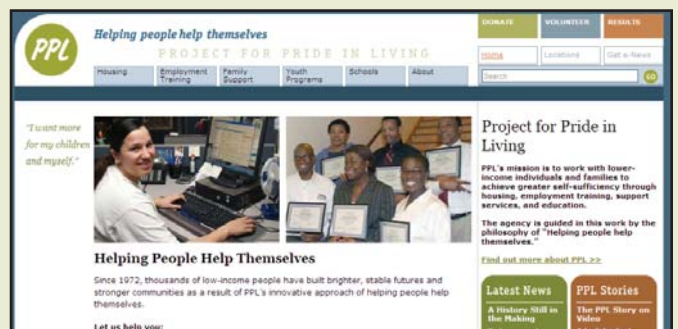 PPL
Helping people help themselves
PROJECT FOR PRIDE IN LIVING
DONATE
VOLUNTEER
RESULTS
Home
Locations
Get e-News
Search
GO
Housing
Employment Training
Family Support
Youth Programs
Schools
About
"I want more
for my children
and myself."
Helping People Help Themselves
Since 1972, thousands of low-income people have built brighter, stable futures and
stronger communities as a result of PPL's innovative approach of helping people help
themselves.
Let us help you:
Project for Pride in
Living
PPL's mission is to work with lower-
income individuals and families to
achieve greater self-sufficiency through
housing, employment training, support
services, and education.
The agency is guided in this work by the
philosophy of "Helping people help
themselves."
Find out more about PPL >>
Latest News
A History Still in
the Making
PPL Stories
The PPL Story on
Video